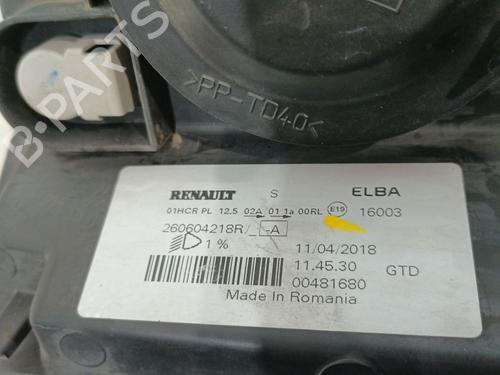 >PP-TD40<
B-PARTS
RENAULT S ELBA
01HCR PL 12.5 02A 01 1a 00RL E19 16003
260604218R/ -A
1 % 11/04/2018
11.45.30 GTD
00481680
Made In Romania